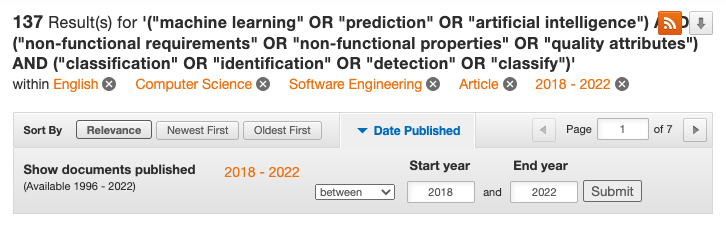 137 Result(s) for '("machine learning" OR "prediction" OR "artificial intelligence") A D
("non-functional requirements" OR "non-functional properties" OR "quality attributes")
AND ("classification" OR "identification" OR "detection" OR "classify")'
within English Computer Science Software Engineering Article 2018 - 2022
Sort By Relevance Newest First Oldest First Date Published Page 1 of 7
Show documents published 2018 - 2022 Start year End year
(Available 1996 - 2022) between 2018 and 2022 Submit